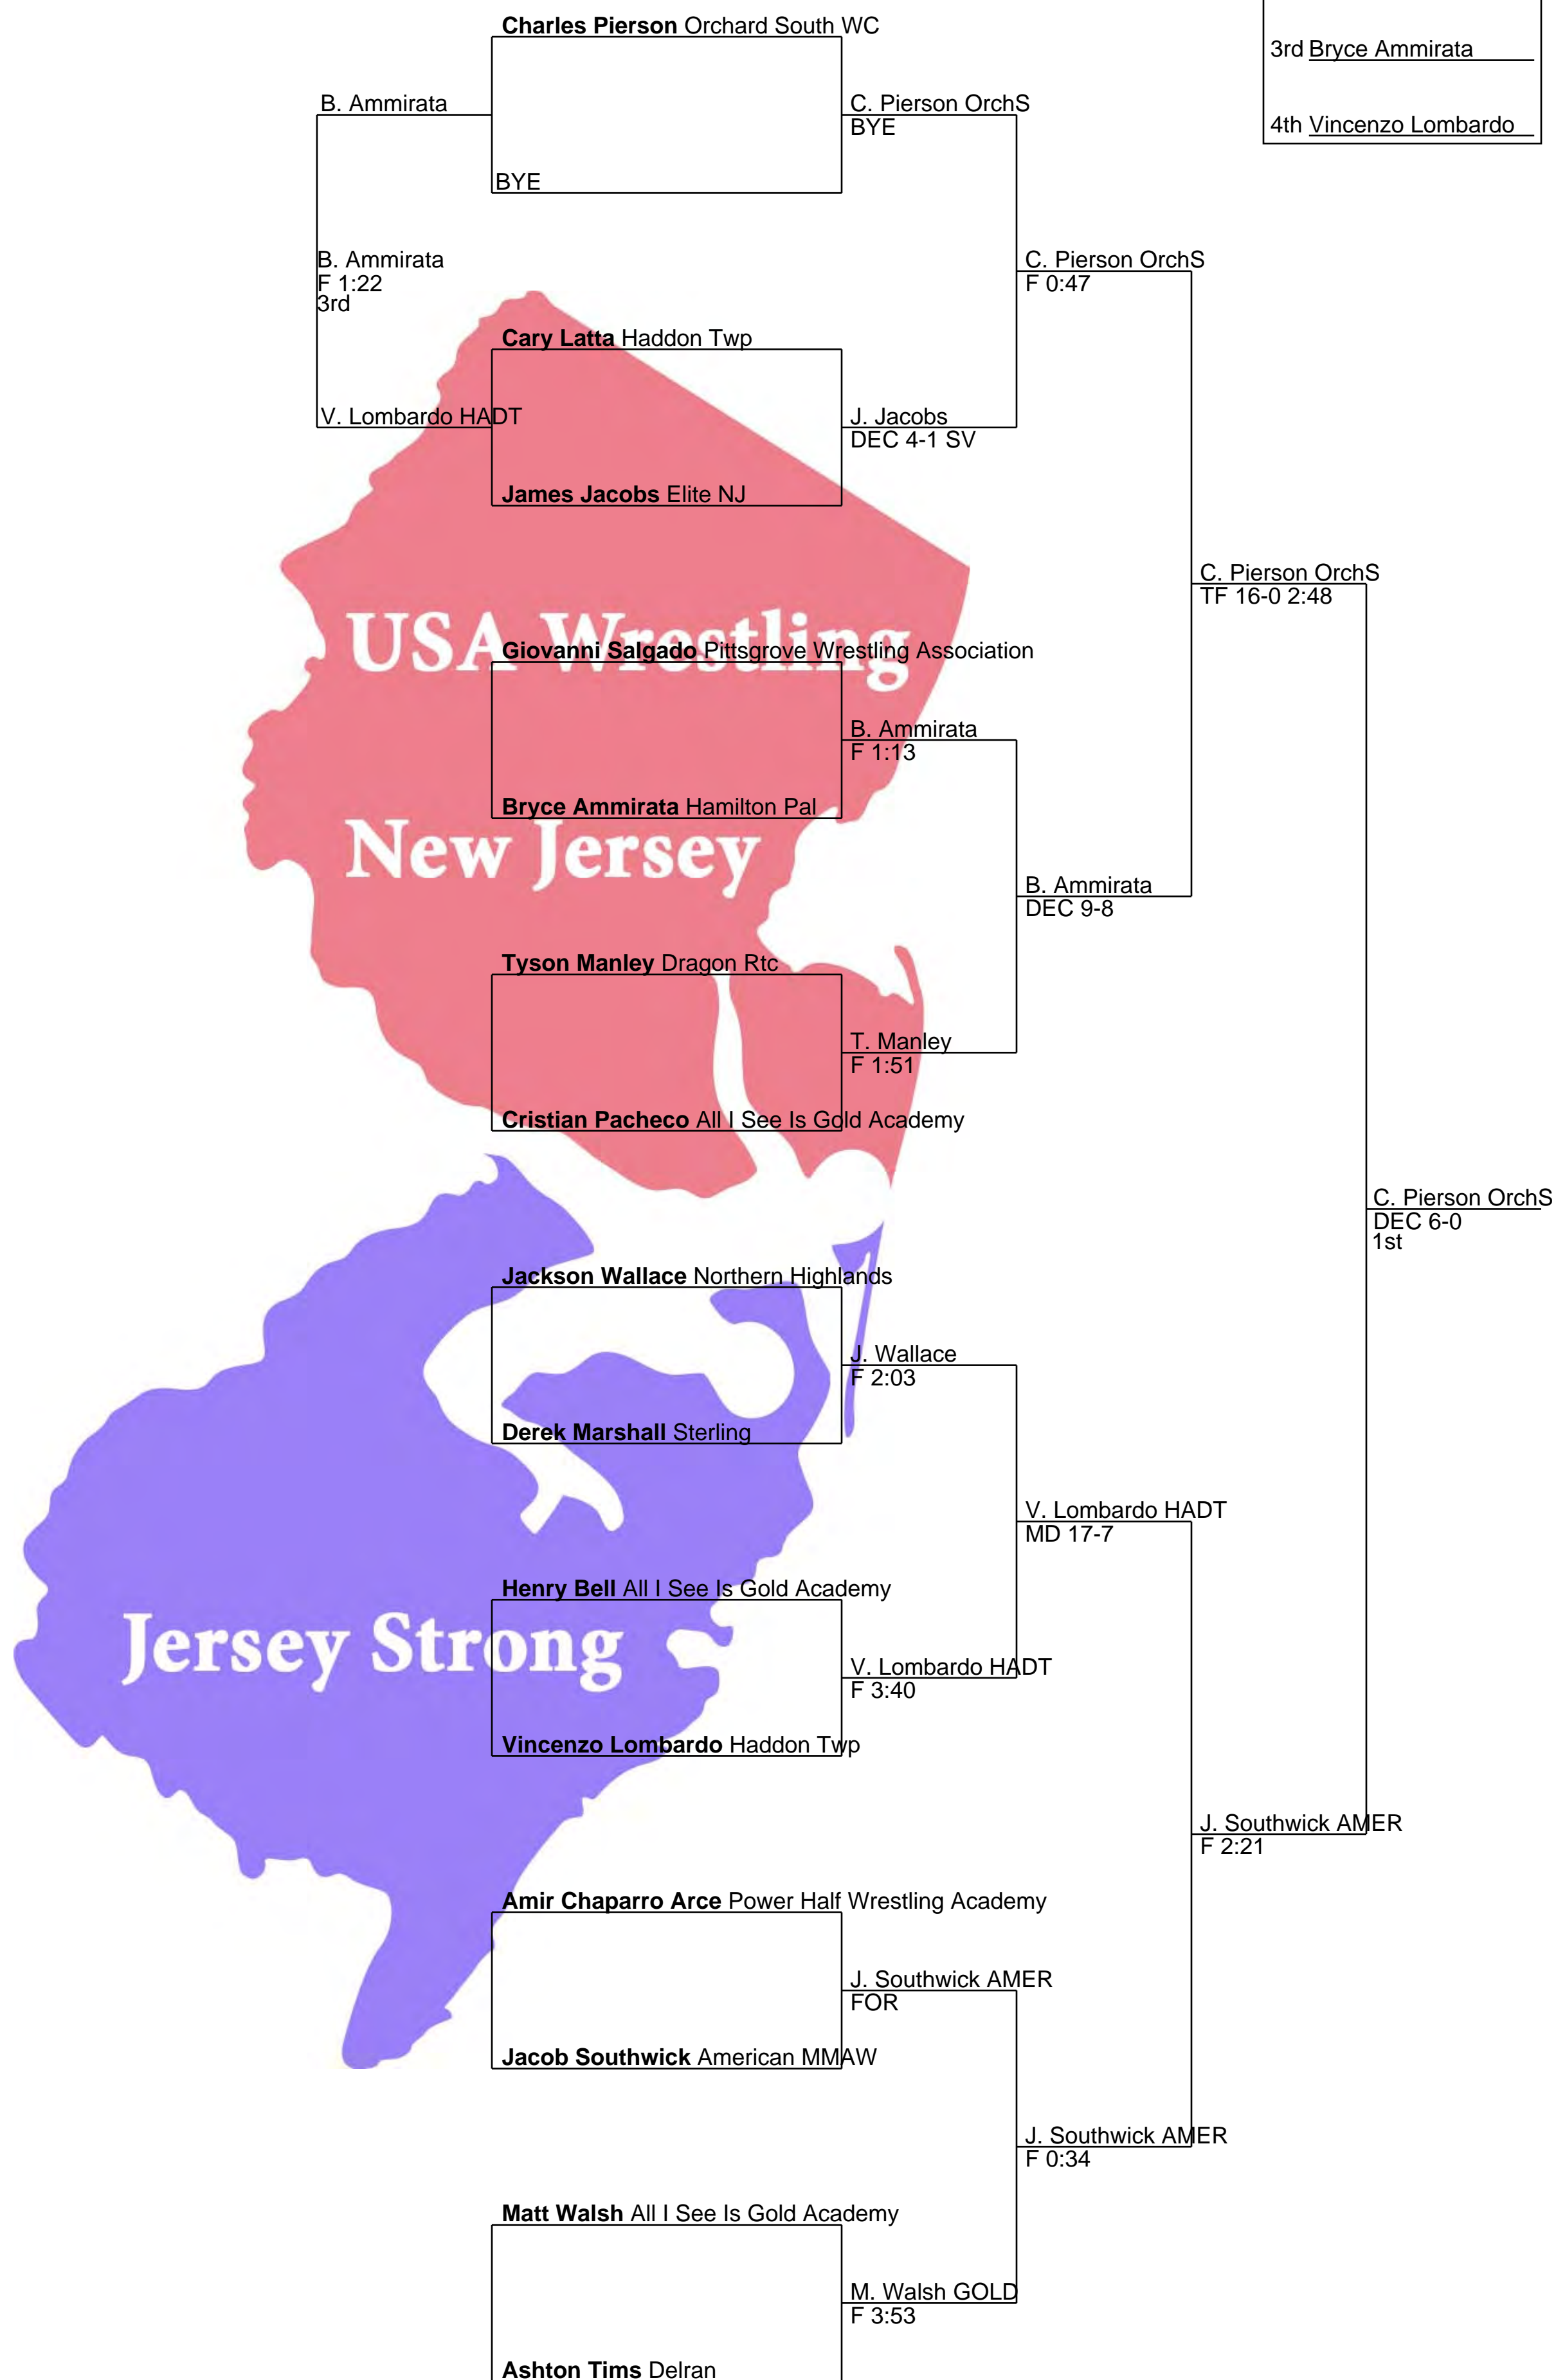 Charles Pierson Orchard South WC
3rd Bryce Ammirata
B. Ammirata
C. Pierson OrchS
BYE
4th Vincenzo Lombardo
BYE
B. Ammirata
F 1:22
3rd
C. Pierson OrchS
F 0:47
Cary Latta Haddon Twp
V. Lombardo HADT
J. Jacobs
DEC 4-1 SV
James Jacobs Elite NJ
C. Pierson OrchS
TF 16-0 2:48
USA Wrestling
Giovanni Salgado Pittsgrove Wrestling Association
B. Ammirata
F 1:13
Bryce Ammirata Hamilton Pal
New Jersey
B. Ammirata
DEC 9-8
Tyson Manley Dragon Rtc
T. Manley
F 1:51
Cristian Pacheco All I See Is Gold Academy
C. Pierson OrchS
DEC 6-0
1st
Jackson Wallace Northern Highlands
J. Wallace
F 2:03
Derek Marshall Sterling
V. Lombardo HADT
MD 17-7
Henry Bell All I See Is Gold Academy
Jersey Strong
V. Lombardo HADT
F 3:40
Vincenzo Lombardo Haddon Twp
J. Southwick AMER
F 2:21
Amir Chaparro Arce Power Half Wrestling Academy
J. Southwick AMER
FOR
Jacob Southwick American MMAW
J. Southwick AMER
F 0:34
Matt Walsh All I See Is Gold Academy
M. Walsh GOLD
F 3:53
Ashton Tims Delran